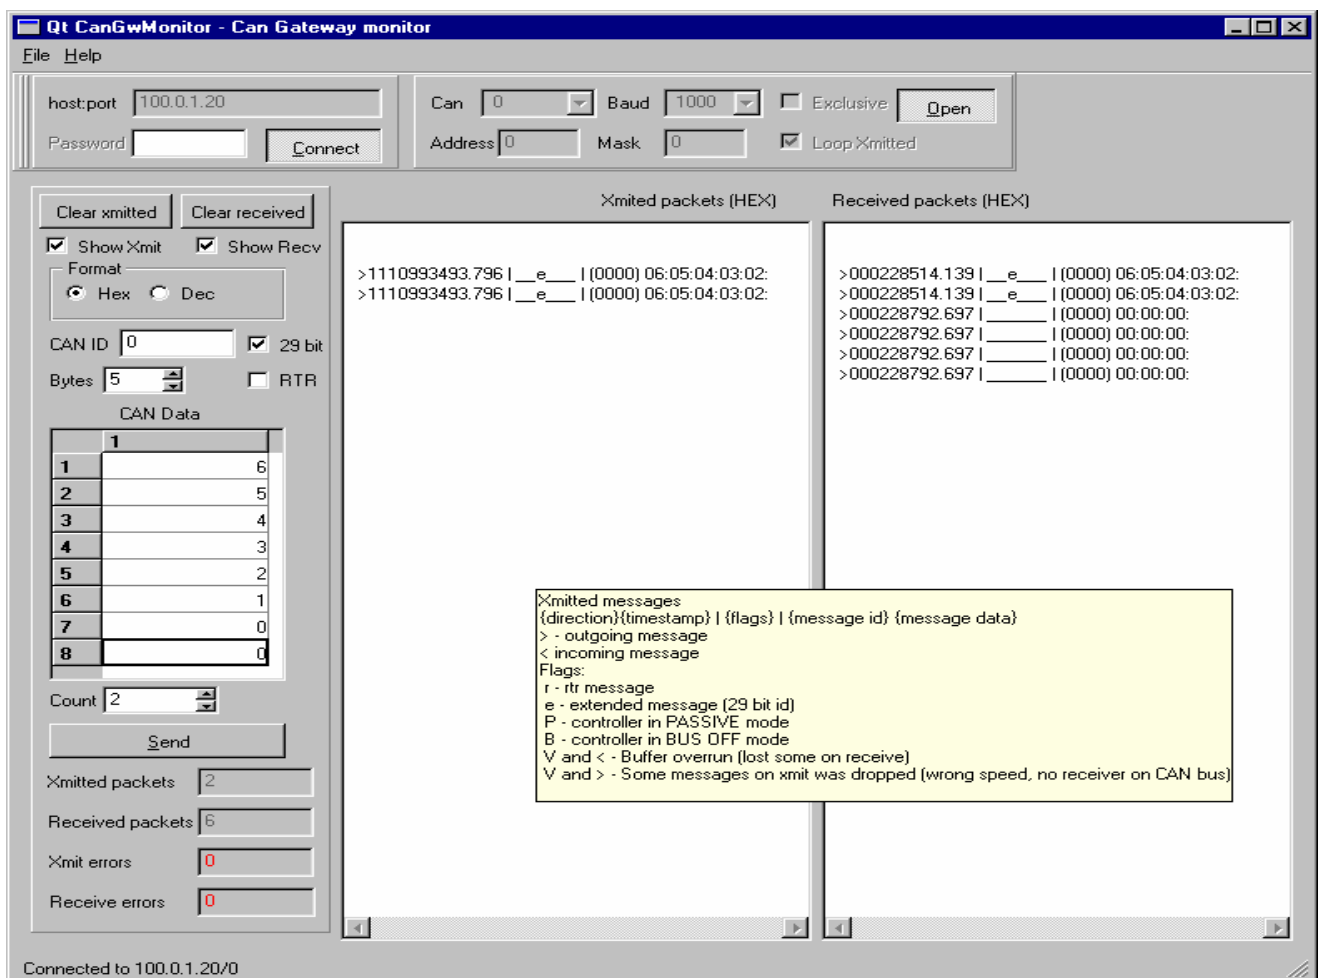 Qt CanGwMonitor - Can Gateway monitor
File Help
host:port 100.0.1.20
Password
Connect
Can 0 Baud 1000 Exclusive Open
Address 0 Mask 0 Loop Xmitted
Clear xmitted Clear received
Show Xmit Show Recv
Format
Hex Dec
CAN ID 0 29 bit
Bytes 5 RTR
CAN Data
1
1 6
2 5
3 4
4 3
5 2
6 1
7 0
8 0
Count 2
Send
Xmitted packets 2
Received packets 6
Xmit errors 0
Receive errors 0
Xmited packets (HEX)
>1110993493.796 | __e___ | (0000) 06:05:04:03:02:
>1110993493.796 | __e___ | (0000) 06:05:04:03:02:
Received packets (HEX)
>000228514.139 | __e___ | (0000) 06:05:04:03:02:
>000228514.139 | __e___ | (0000) 06:05:04:03:02:
>000228792.697 | ______ | (0000) 00:00:00:
>000228792.697 | ______ | (0000) 00:00:00:
>000228792.697 | ______ | (0000) 00:00:00:
>000228792.697 | ______ | (0000) 00:00:00:
Xmitted messages
{direction}{timestamp} | {flags} | {message id} {message data}
> - outgoing message
< incoming message
Flags:
r - rtr message
e - extended message (29 bit id)
P - controller in PASSIVE mode
B - controller in BUS OFF mode
V and < - Buffer overrun (lost some on receive)
V and > - Some messages on xmit was dropped (wrong speed, no receiver on CAN bus)
Connected to 100.0.1.20/0